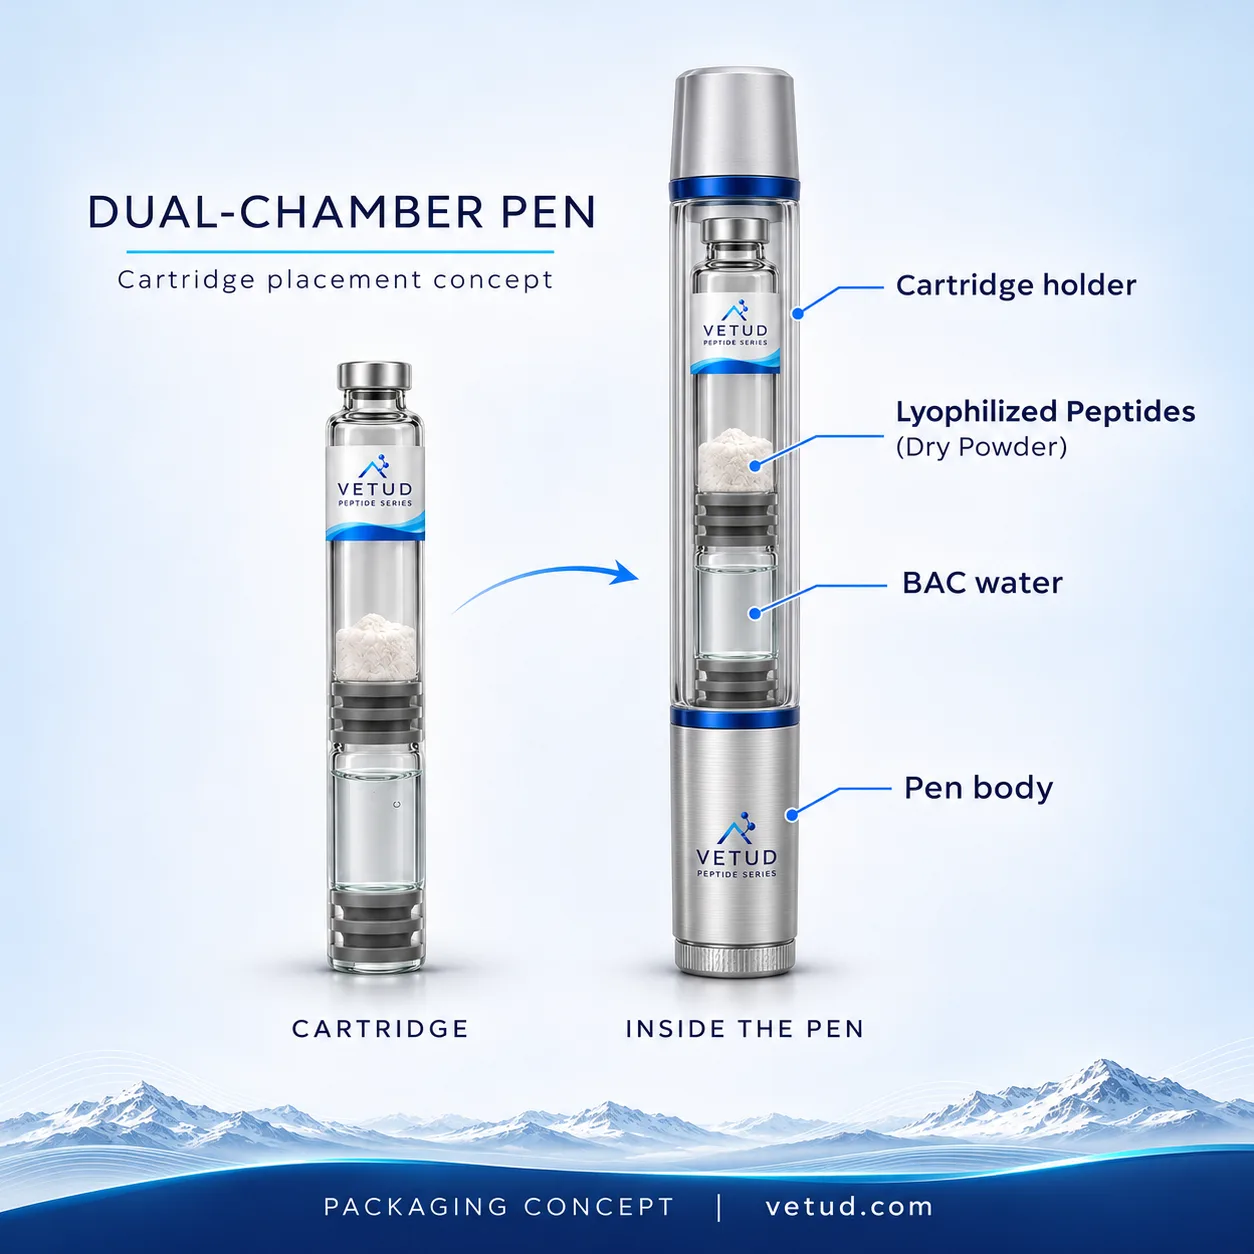 DUAL-CHAMBER PEN
Cartridge placement concept
VETUD
PEPTIDE SERIES
CARTRIDGE
VETUD
PEPTIDE SERIES
Cartridge holder
Lyophilized Peptides
(Dry Powder)
BAC water
Pen body
VETUD
PEPTIDE SERIES
INSIDE THE PEN
PACKAGING CONCEPT | vetud.com